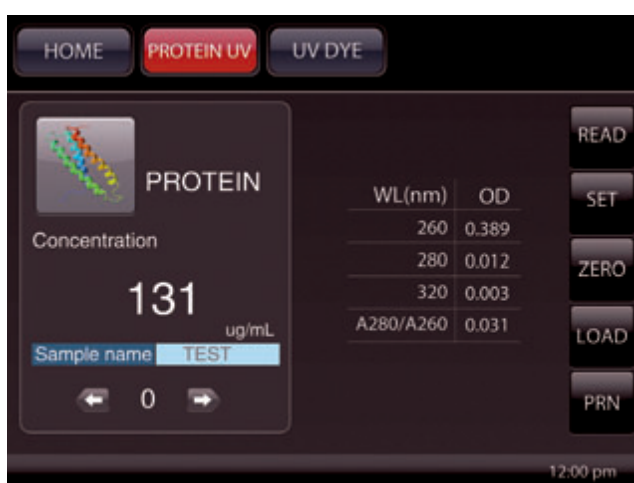 HOME PROTEIN UV UV DYE
PROTEIN
Concentration
131
ug/mL
Sample name TEST
0
WL(nm) OD
260 0.389
280 0.012
320 0.003
A280/A260 0.031
READ
SET
ZERO
LOAD
PRN
12:00 pm